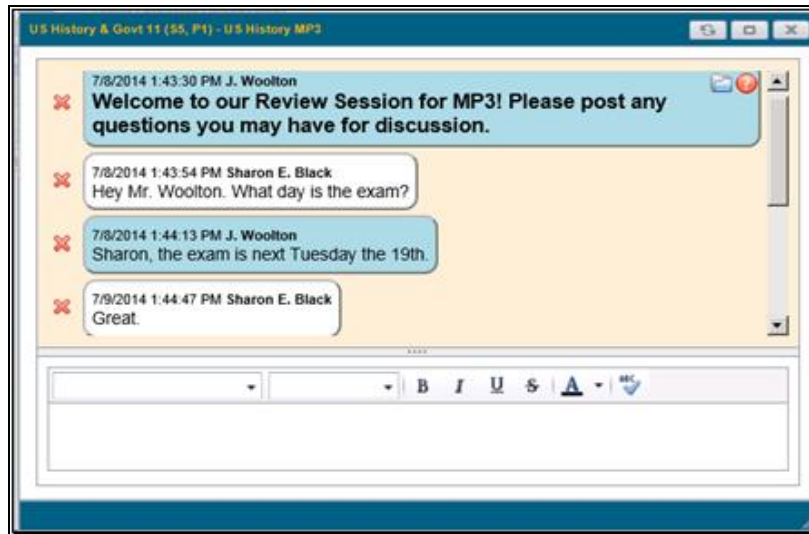 US History & Govt 11 (S5, P1) - US History MP3
7/8/2014 1:43:30 PM J. Woolton
Welcome to our Review Session for MP3! Please post any
questions you may have for discussion.
7/8/2014 1:43:54 PM Sharon E. Black
Hey Mr. Woolton. What day is the exam?
7/8/2014 1:44:13 PM J. Woolton
Sharon, the exam is next Tuesday the 19th.
7/9/2014 1:44:47 PM Sharon E. Black
Great.
B I U S A ABC